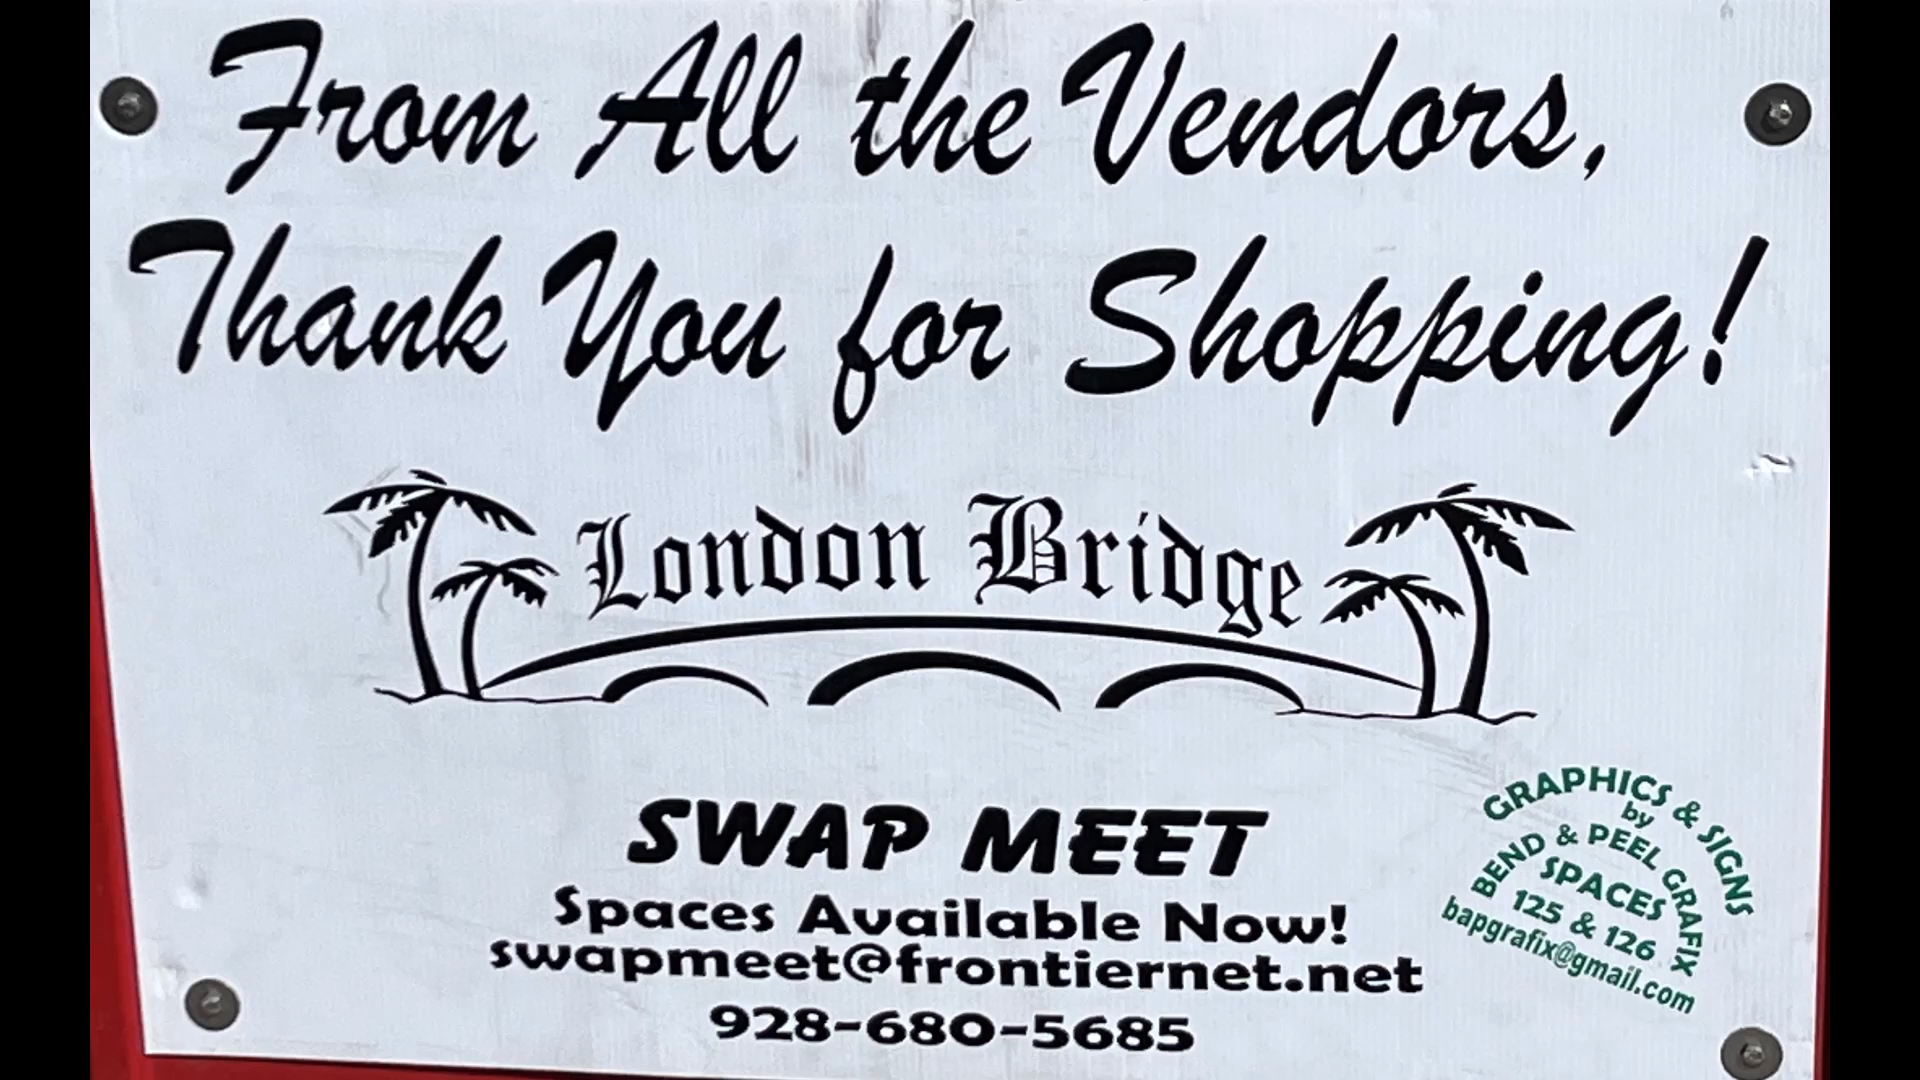 From All the Vendors,
Thank You for Shopping!
London Bridge
SWAP MEET
Spaces Available Now!
swapmeet@frontiernet.net
928-680-5685
GRAPHICS & SIGNS
by
BEND & PEEL GRAFIX
SPACES
125 & 126
bapgrafix@gmail.com